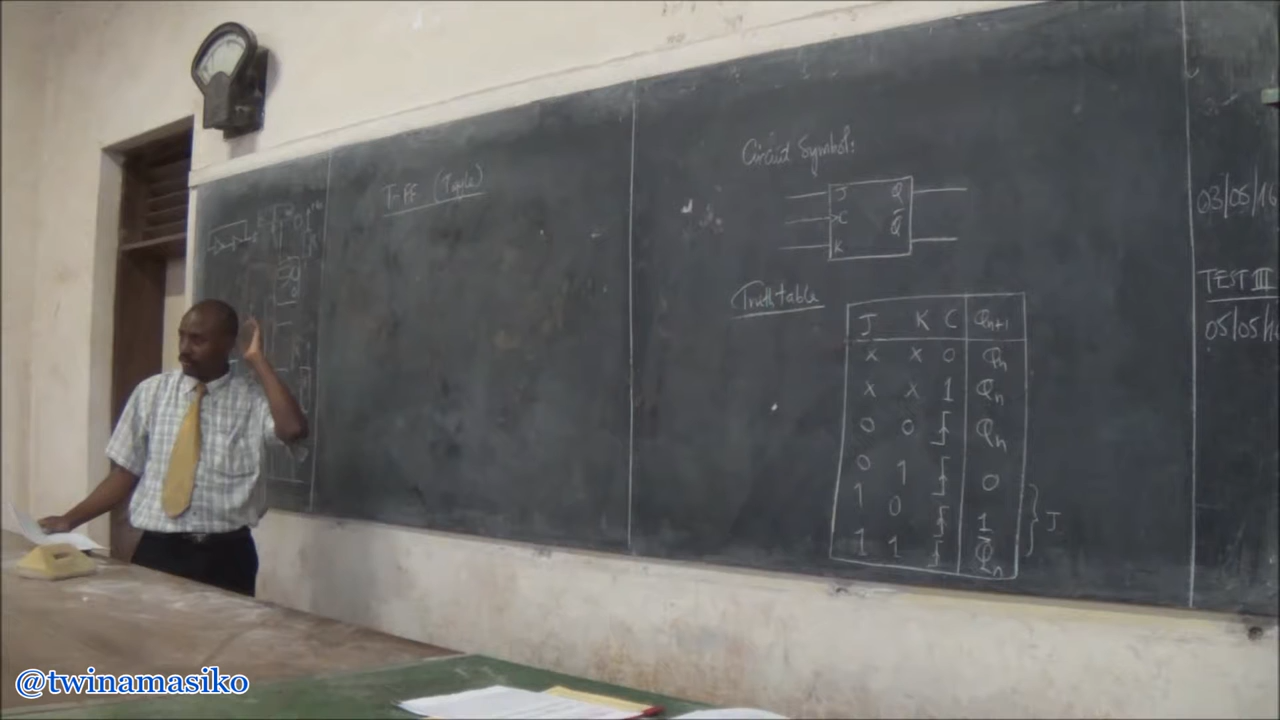 T-FF (Toggle)
Circuit Symbol:
J Q
C Q̅
K
Truth table
J K C Qn+1
x x 0 Qn
x x 1 Qn
0 0 Qn
0 1 0
1 0 1
1 1 Q̅n
J
03/05/16
TEST III
05/05/1
@twinamasiko